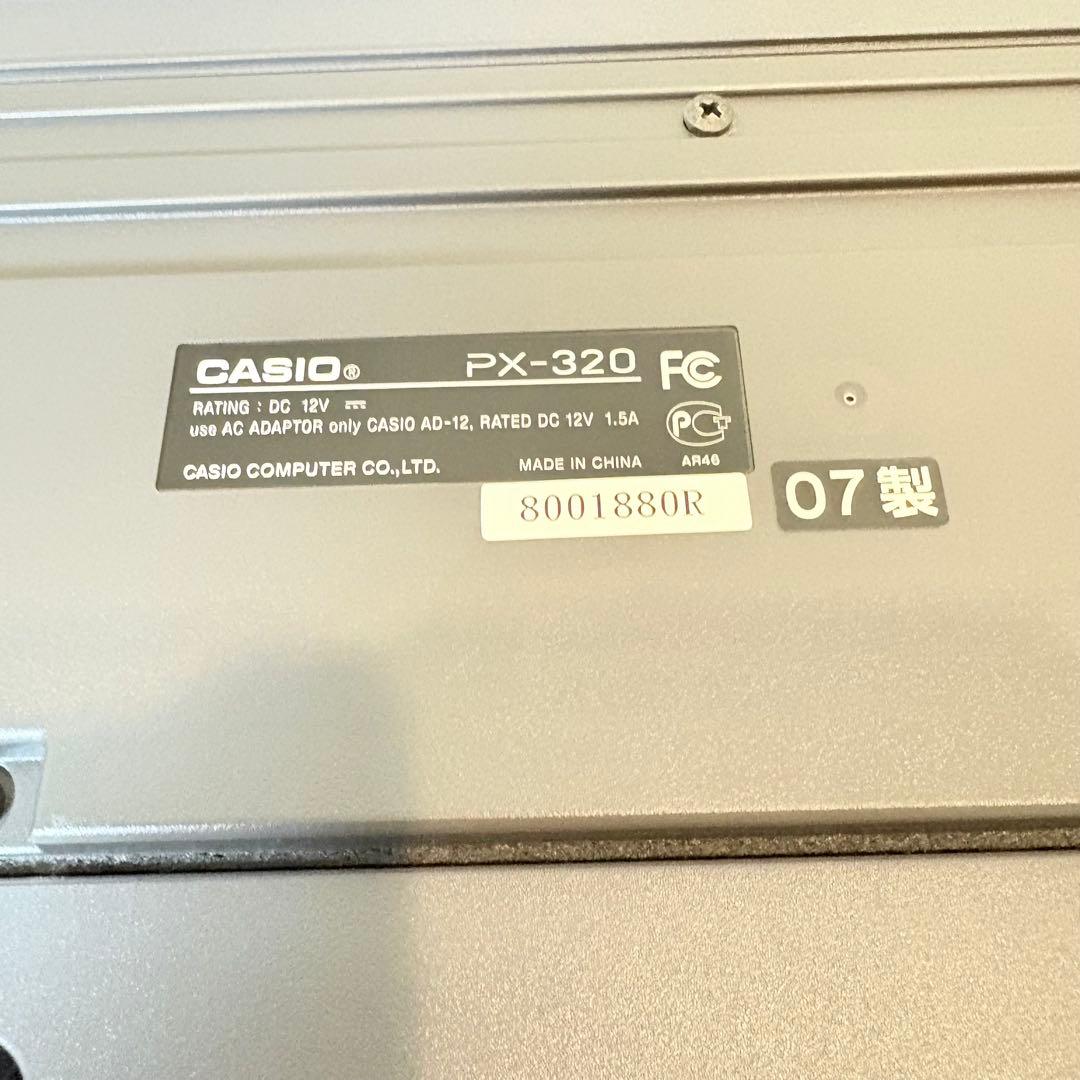 CASIO® PX-320 FC
RATING : DC 12V
use AC ADAPTOR only CASIO AD-12, RATED DC 12V 1.5A
CASIO COMPUTER CO.,LTD. MADE IN CHINA AR46
8001880R
07製